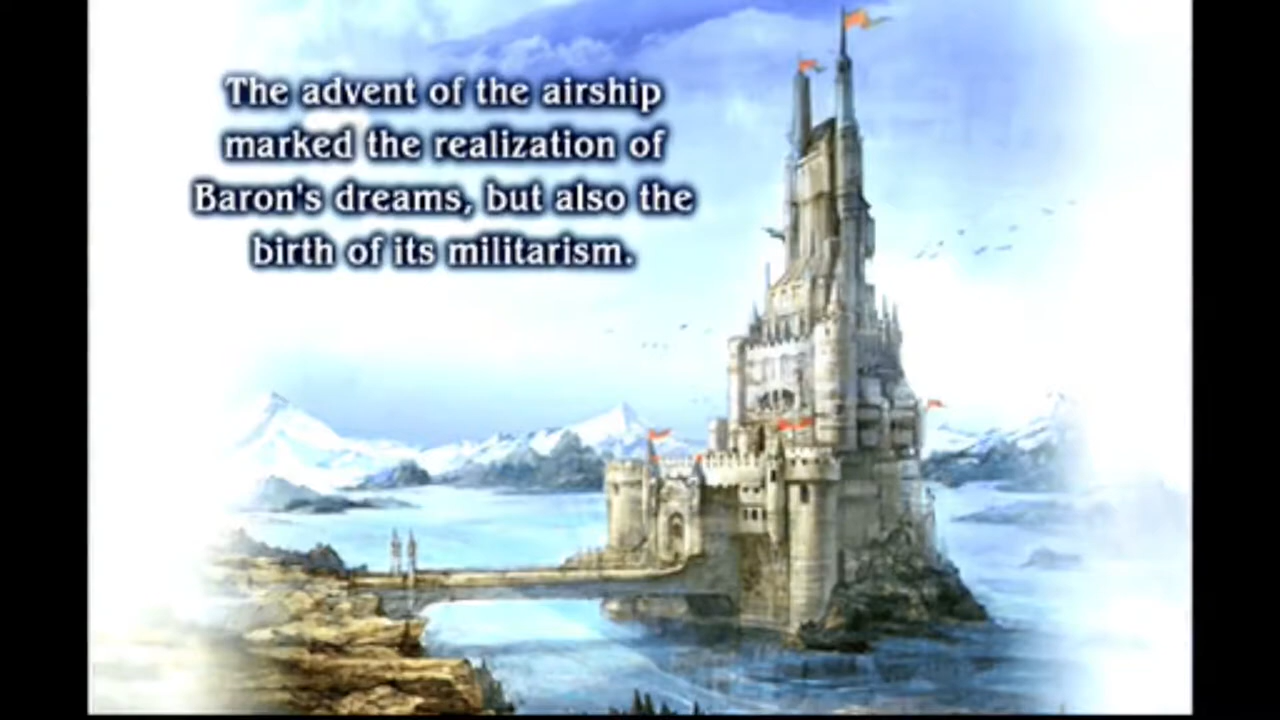 The advent of the airship
marked the realization of
Baron's dreams, but also the
birth of its militarism.